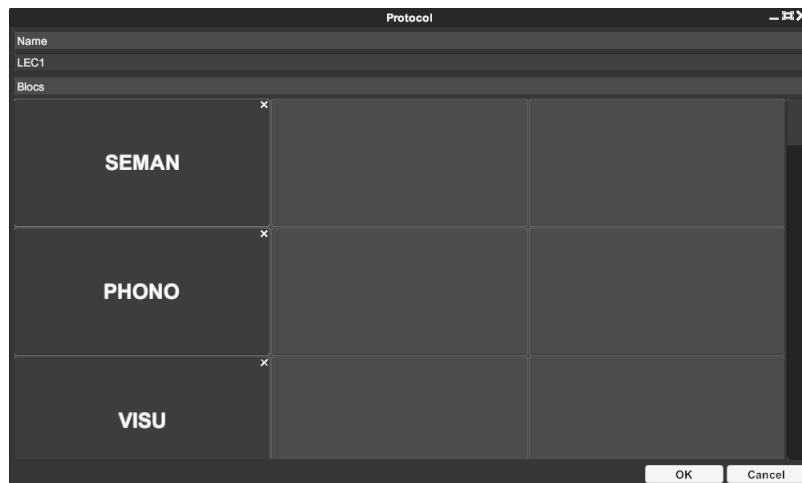 Protocol
Name
LEC1
Blocs
SEMAN
PHONO
VISU
OK Cancel